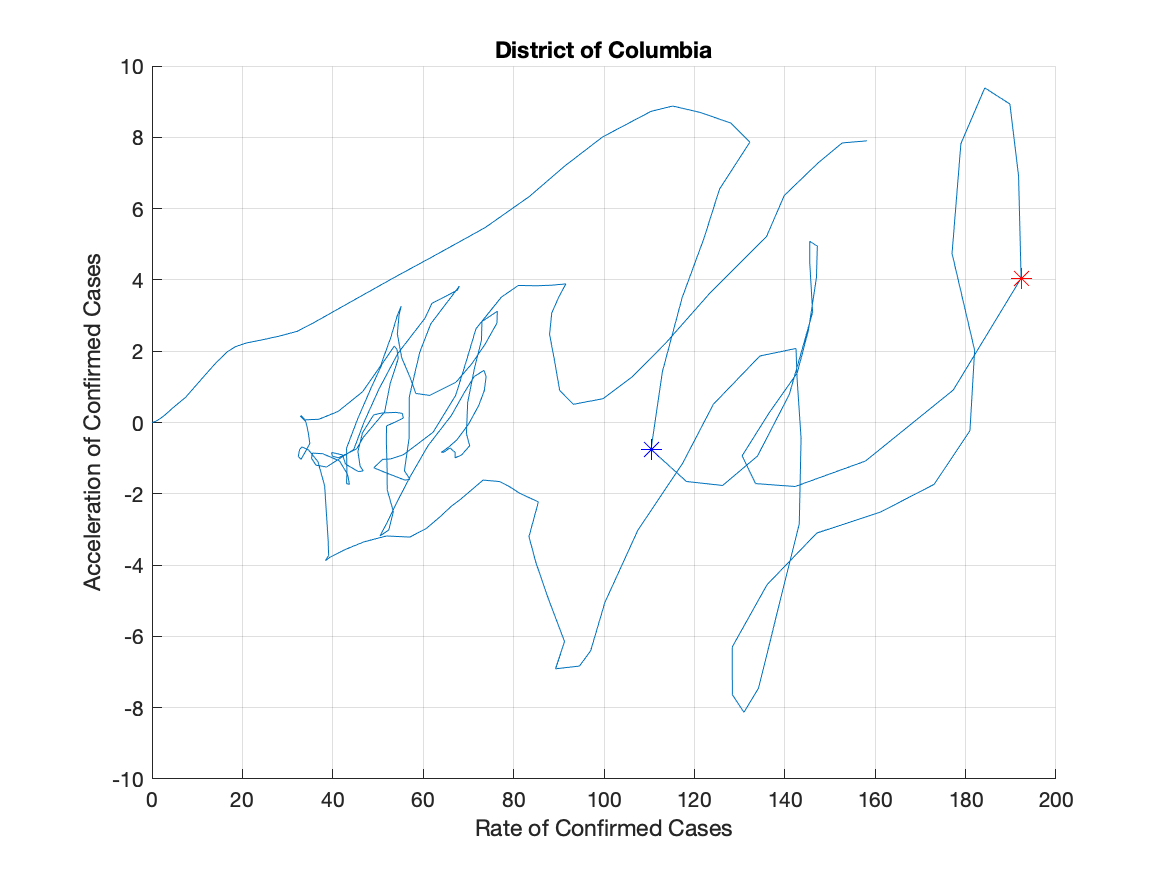 District of Columbia
10
8
6
4
2
0
-2
-4
-6
-8
-10
Acceleration of Confirmed Cases
0 20 40 60 80 100 120 140 160 180 200
Rate of Confirmed Cases